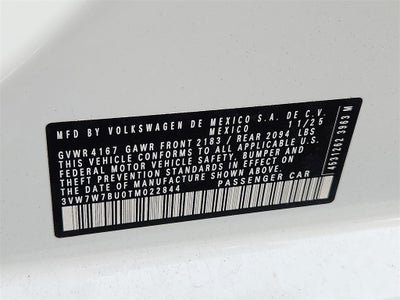 MFD BY VOLKSWAGEN DE MEXICO S.A. DE C.V.
MEXICO 11/25
GVWR 4167 GAWR FRONT 2183 / REAR 2094 LBS
THIS VEHICLE CONFORMS TO ALL APPLICABLE
FEDERAL MOTOR VEHICLE SAFETY, BUMPER AND
THEFT PREVENTION STANDARDS IN EFFECT ON
THE DATE OF MANUFACTURE SHOWN ABOVE.
3VW7W7BU0TM022844 PASSENGER CAR
4531262 3963 M